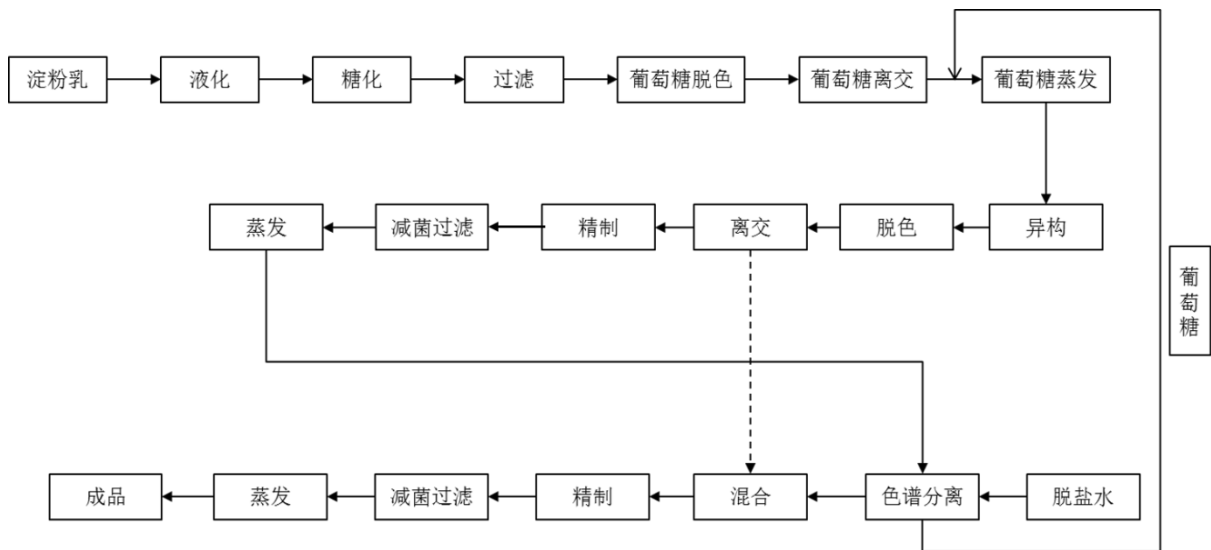 淀粉乳
液化
糖化
过滤
葡萄糖脱色
葡萄糖离交
葡萄糖蒸发
蒸发
减菌过滤
精制
离交
脱色
异构
葡萄糖
成品
蒸发
减菌过滤
精制
混合
色谱分离
脱盐水